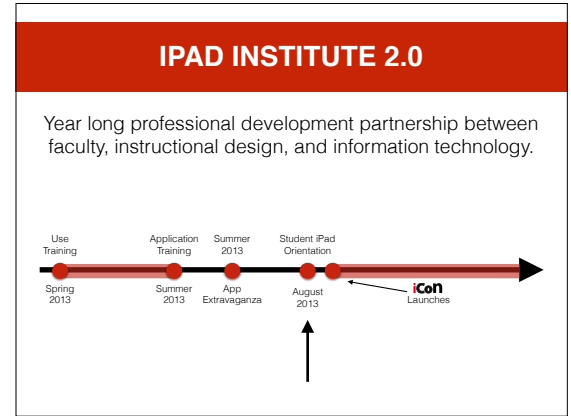 IPAD INSTITUTE 2.0
Year long professional development partnership between
faculty, instructional design, and information technology.
Use
Training
Application
Training
Summer
2013
Student iPad
Orientation
Spring
2013
Summer
2013
App
Extravaganza
August
2013
iCon
Launches